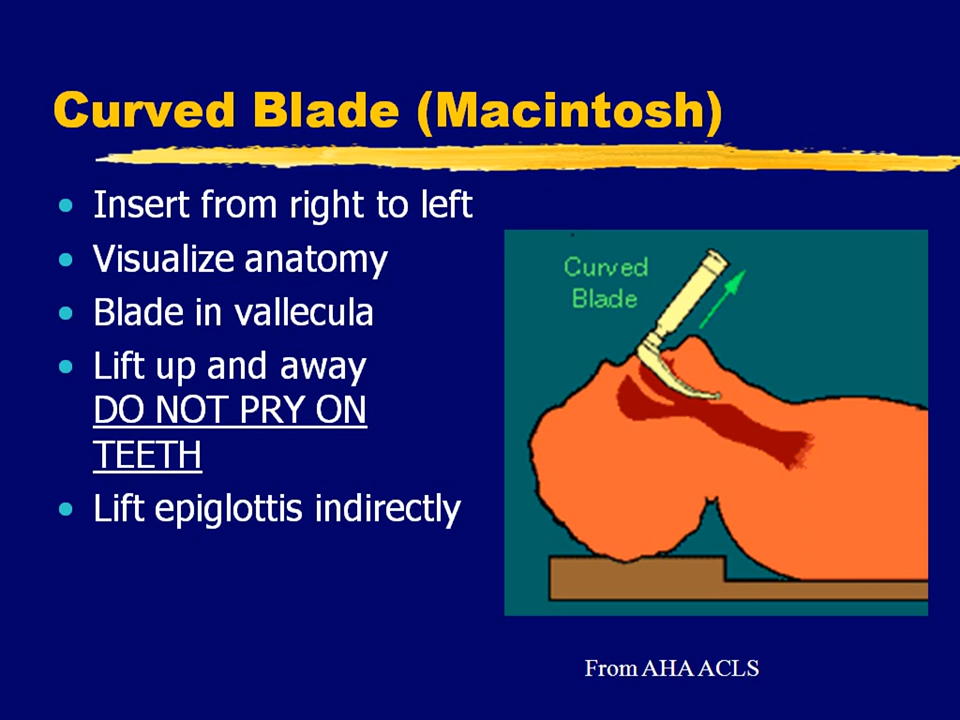 Curved Blade (Macintosh)
• Insert from right to left
• Visualize anatomy
• Blade in vallecula
• Lift up and away
DO NOT PRY ON
TEETH
• Lift epiglottis indirectly
Curved
Blade
From AHA ACLS